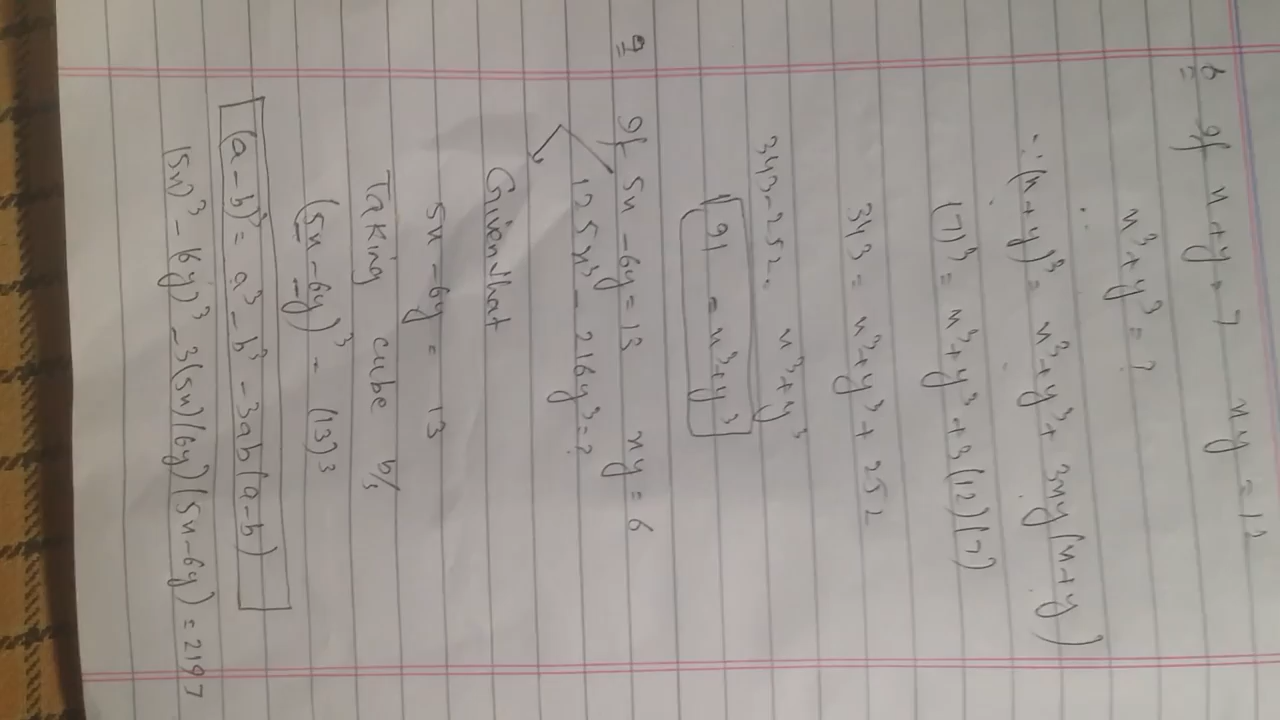 6 If x + y = 7 xy = 12
x³ + y³ = ?
∵ (x + y)³ = x³ + y³ + 3xy (x + y)
(7)³ = x³ + y³ + 3 (12) (7)
343 = x³ + y³ + 252
343 - 252 = x³ + y³
91 = x³ + y³
9 If 5x - 6y = 13 xy = 6
125x³ - 216y³ = ?
Given that
5x - 6y = 13
Taking cube b/s
(5x - 6y)³ = (13)³
(a - b)³ = a³ - b³ - 3ab (a - b)
(5x)³ - 6y)³ - 3(5x) (6y) (5x - 6y) = 2197